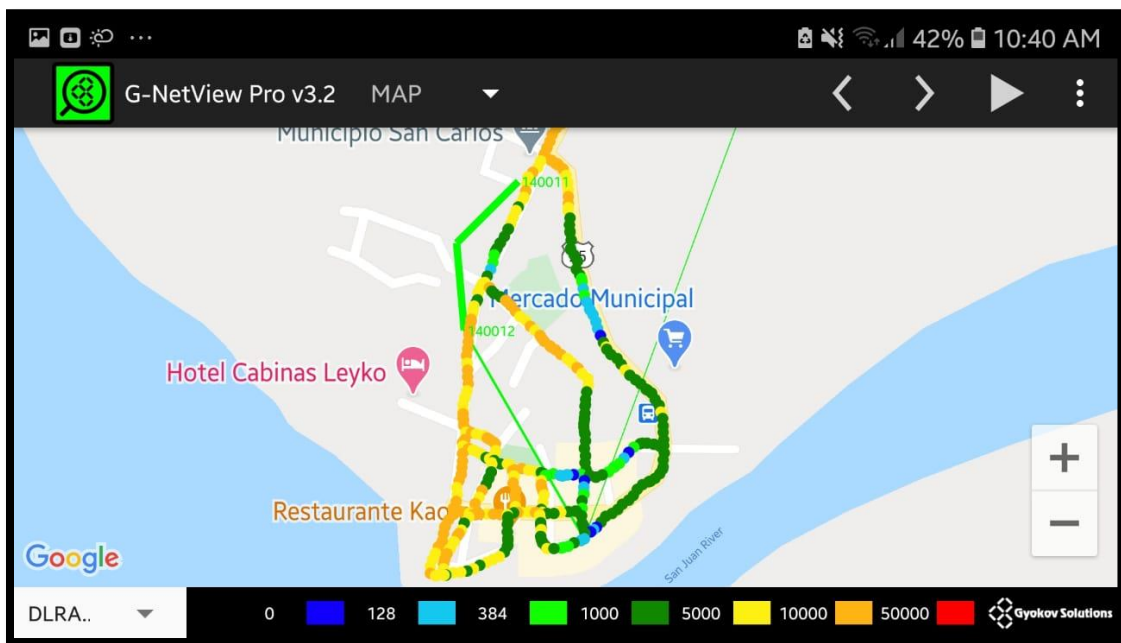 ... 42% 10:40 AM
G-NetView Pro v3.2 MAP
Municipio San Carlos
140011
Mercado Municipal
140012
Hotel Cabinas Leyko
Restaurante Kao
San Juan River
Google
DLRA.. 0 128 384 1000 5000 10000 50000 Gyokov Solutions